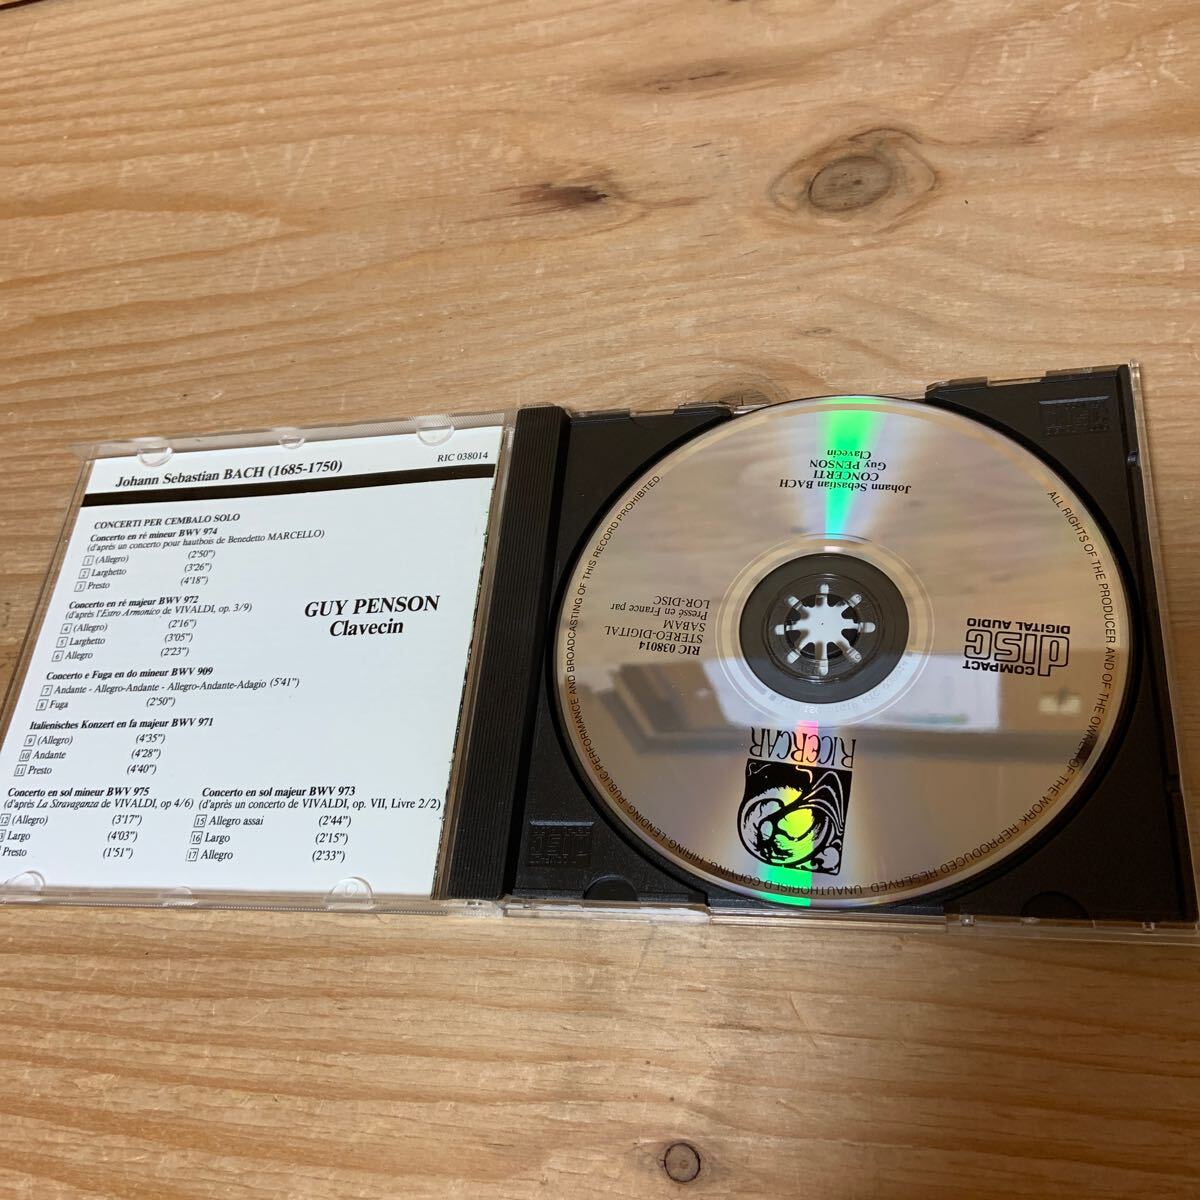 Johann Sebastian BACH (1685-1750)
RIC 038014
CONCERTI PER CEMBALO SOLO
Concerto en ré mineur BWV 974
(d'après un concerto pour hautbois de Benedetto MARCELLO)
1 (Allegro) (2'50")
2 Larghetto (3'26")
3 Presto (4'18")
Concerto en ré majeur BWV 972
(d'après l'Estro Armonico de VIVALDI, op. 3/9)
4 (Allegro) (2'16")
5 Larghetto (3'05")
6 Allegro (2'23")
GUY PENSON
Clavecin
Concerto e Fuga en do mineur BWV 909
7 Andante - Allegro-Andante - Allegro-Andante-Adagio (5'41")
8 Fuga (2'50")
Italienisches Konzert en fa majeur BWV 971
9 (Allegro) (4'35")
10 Andante (4'28")
11 Presto (4'40")
Concerto en sol mineur BWV 975
(d'après La Stravaganza de VIVALDI, op 4/6)
12 (Allegro) (3'17")
Largo (4'03")
Presto (1'51")
Concerto en sol majeur BWV 973
(d'après un concerto de VIVALDI, op. VII, Livre 2/2)
15 Allegro assai (2'44")
16 Largo (2'15")
17 Allegro (2'33")
RICERCAR
RIC 038014
STEREO-DIGITAL
SABAM
Pressé en France par
LOR-DISC
COMPACT
disc
DIGITAL AUDIO
Johann Sebastian BACH
CONCERTI
Guy PENSON
Clavecin
ALL RIGHTS OF THE PRODUCER AND OF THE OWNER OF THE WORK REPRODUCED RESERVED UNAUTHORISED COPYING, HIRING, LENDING, PUBLIC PERFORMANCE AND BROADCASTING OF THIS RECORD PROHIBITED